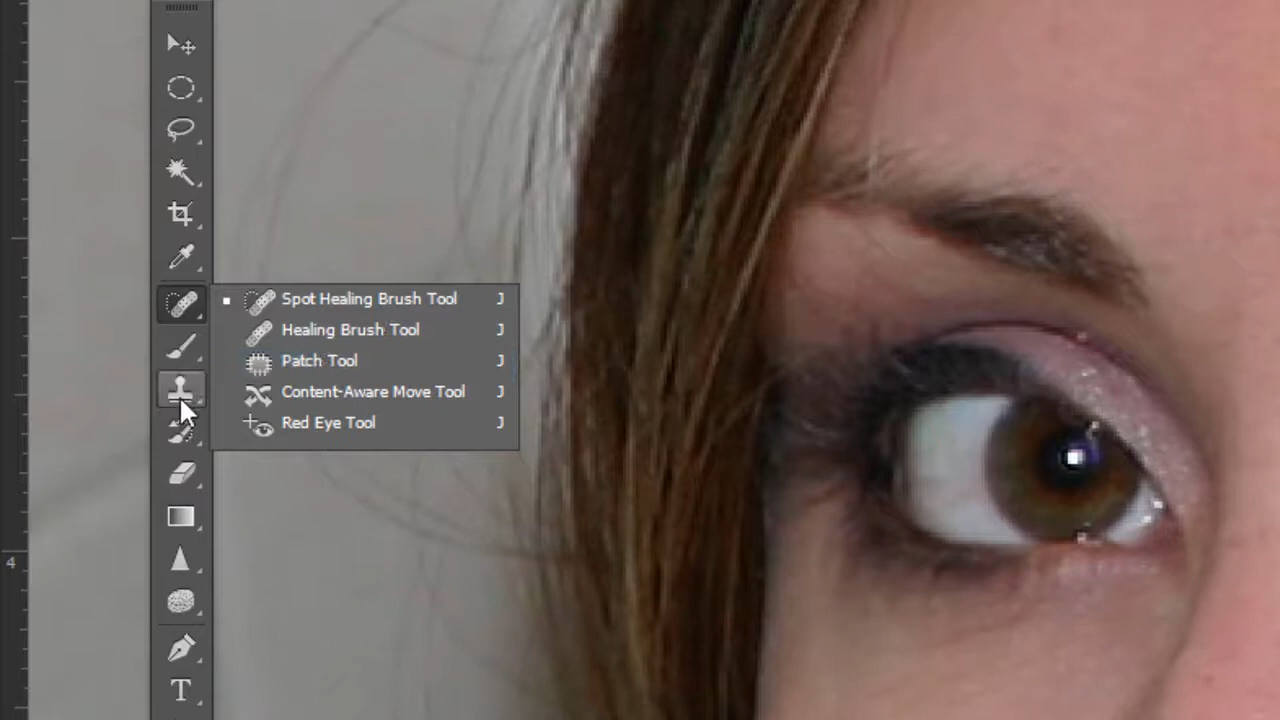 Spot Healing Brush Tool J
Healing Brush Tool J
Patch Tool J
Content-Aware Move Tool J
Red Eye Tool J
4
T